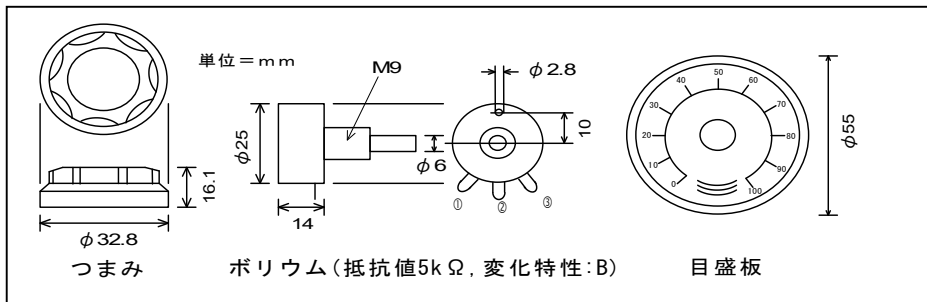 単位=mm
M9
φ2.8
10
φ25
φ6
14
① ② ③
16.1
φ32.8
0 10 20 30 40 50 60 70 80 90 100
φ55
つまみ
ボリウム(抵抗値5kΩ,変化特性:B)
目盛板